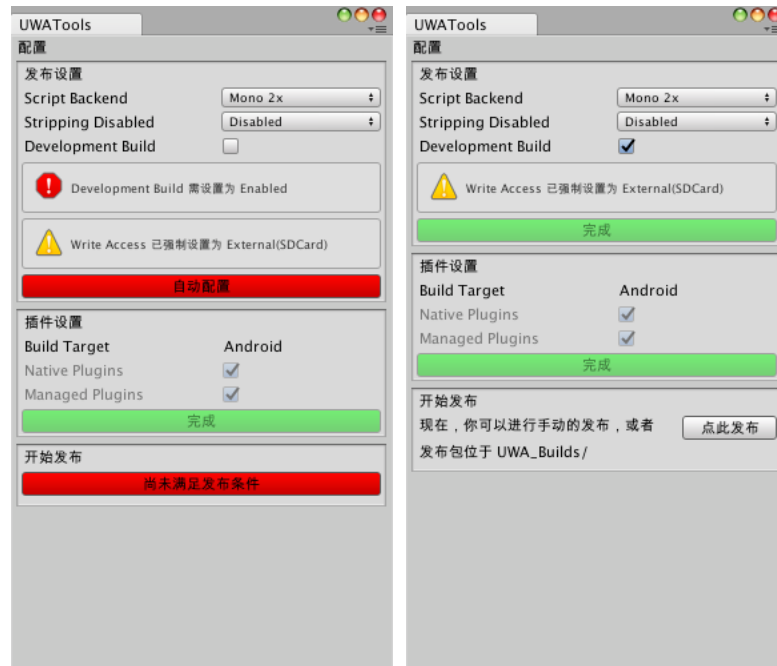 UWATools
配置
发布设置
Script Backend Mono 2x
Stripping Disabled Disabled
Development Build
Development Build 需设置为 Enabled
Write Access 已强制设置为 External(SDCard)
自动配置
插件设置
Build Target Android
Native Plugins
Managed Plugins
完成
开始发布
尚未满足发布条件
UWATools
配置
发布设置
Script Backend Mono 2x
Stripping Disabled Disabled
Development Build
Write Access 已强制设置为 External(SDCard)
完成
插件设置
Build Target Android
Native Plugins
Managed Plugins
完成
开始发布
现在，你可以进行手动的发布，或者 点此发布
发布包位于 UWA_Builds/